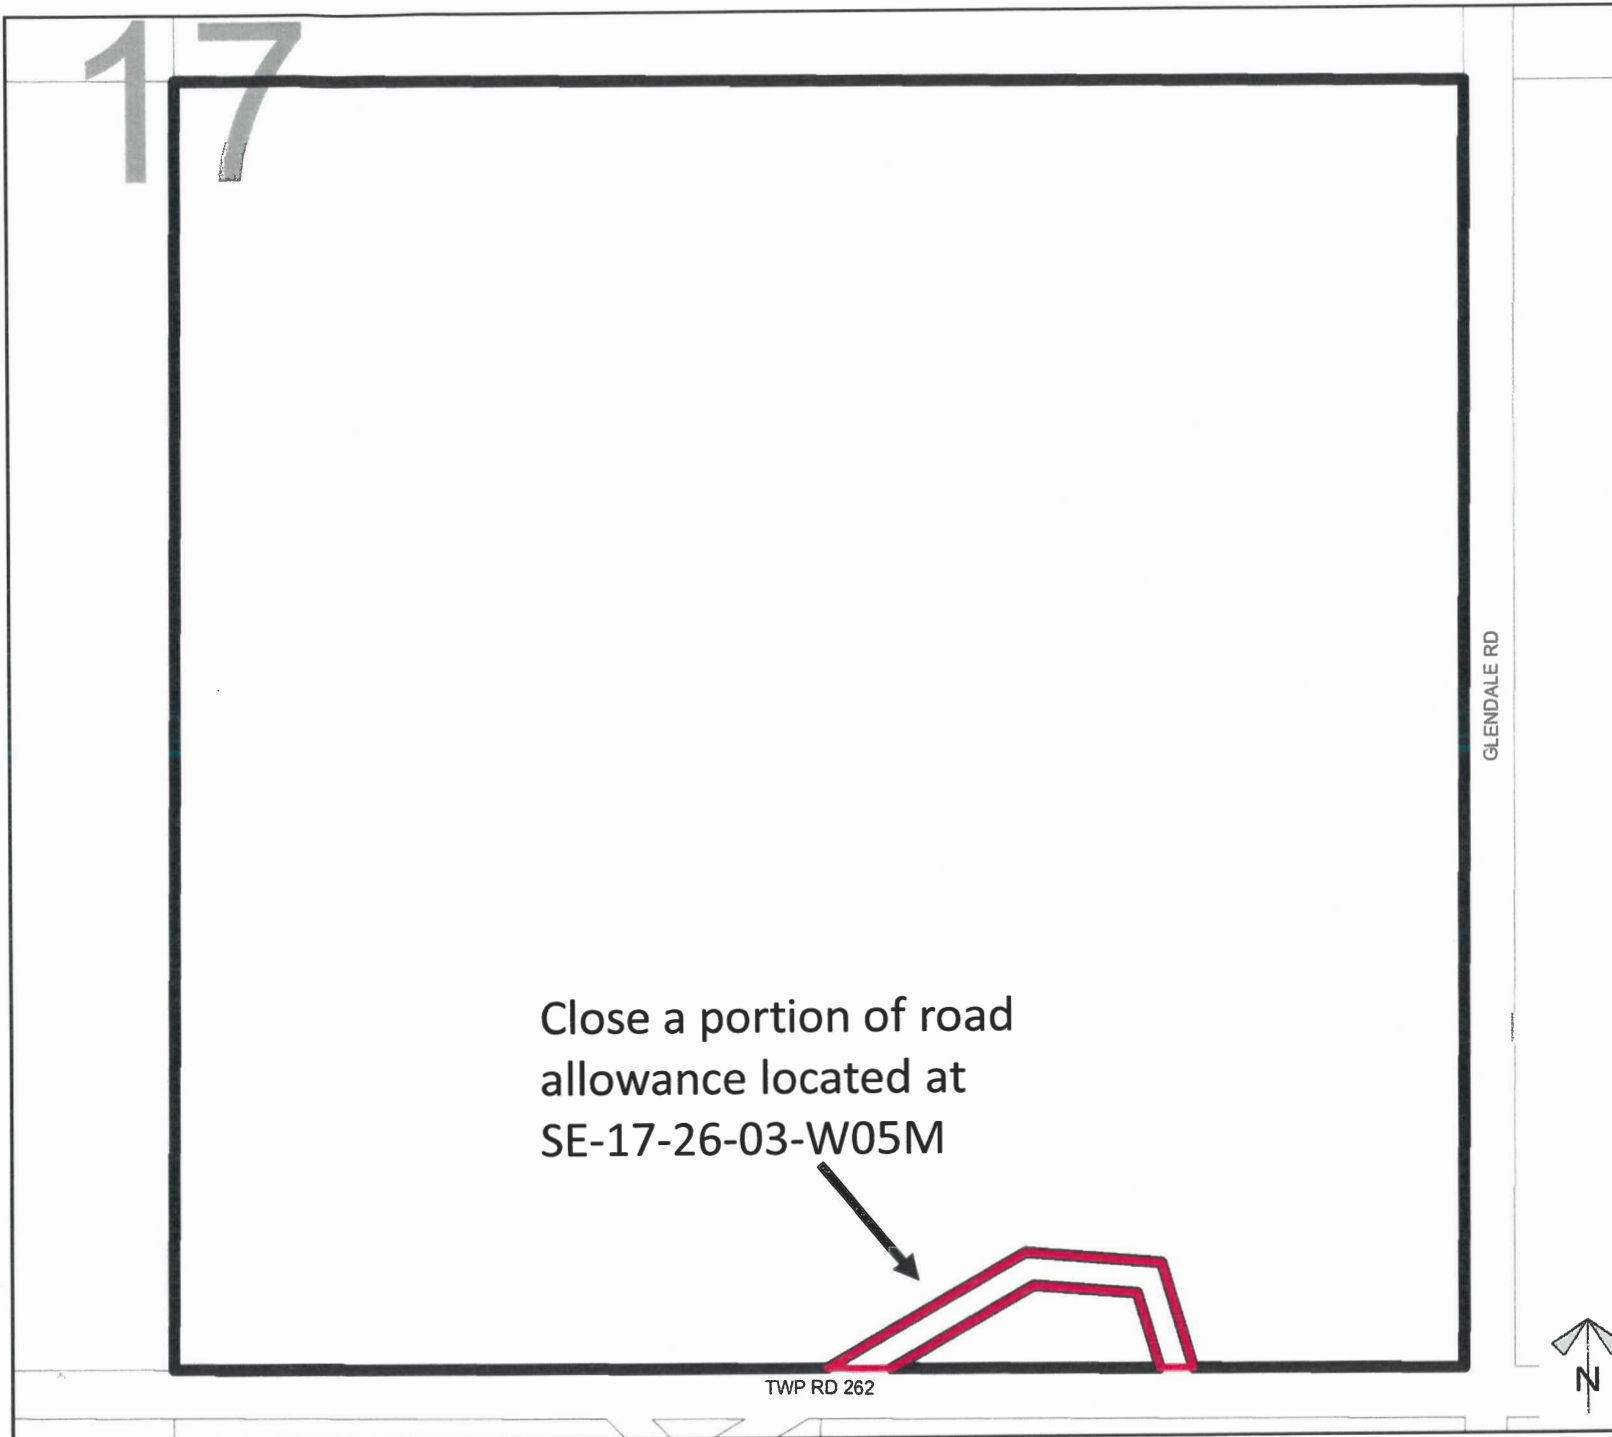 17
GLENDALE RD
Close a portion of road
allowance located at
SE-17-26-03-W05M
TWP RD 262
N